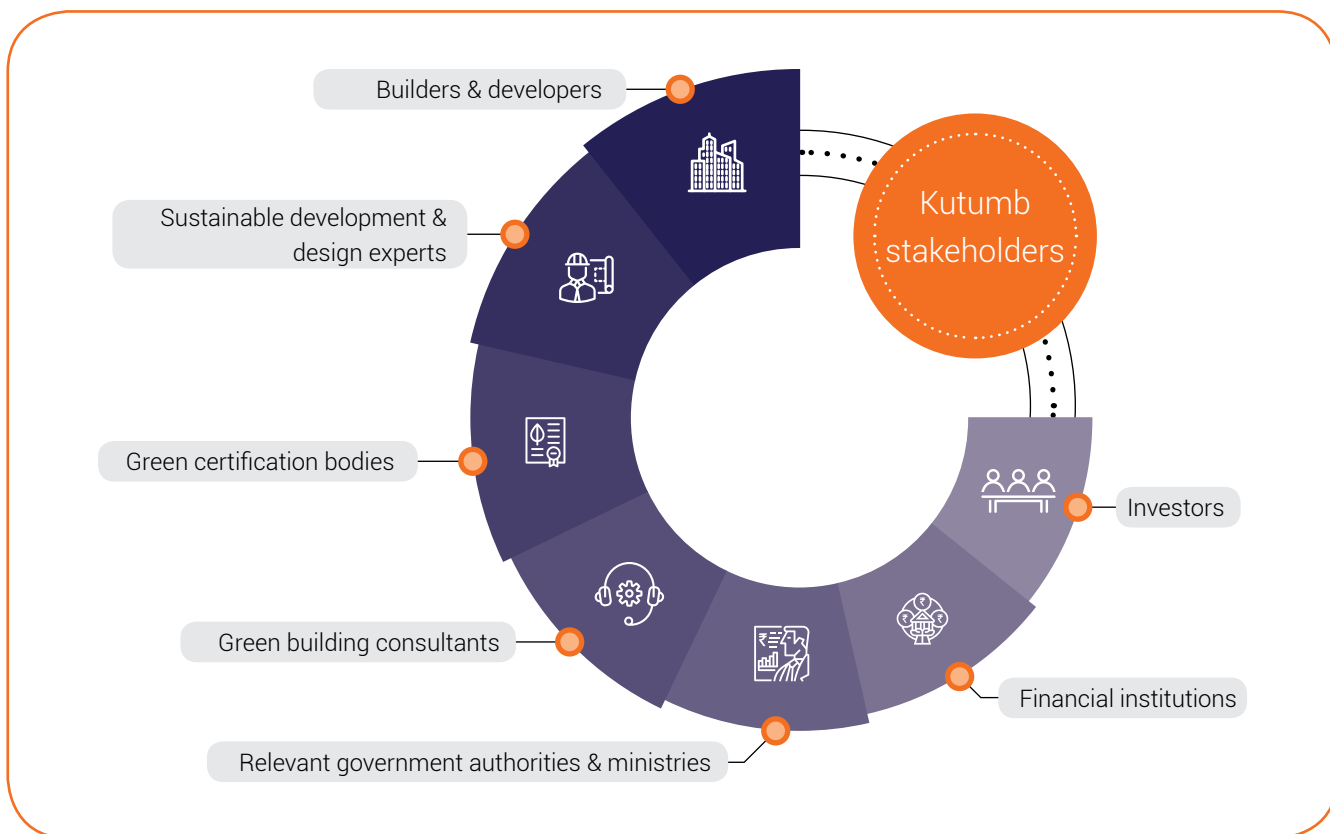 Builders & developers
Kutumb
stakeholders
Sustainable development &
design experts
Green certification bodies
Investors
Green building consultants
Financial institutions
Relevant government authorities & ministries
₹
₹
₹
₹